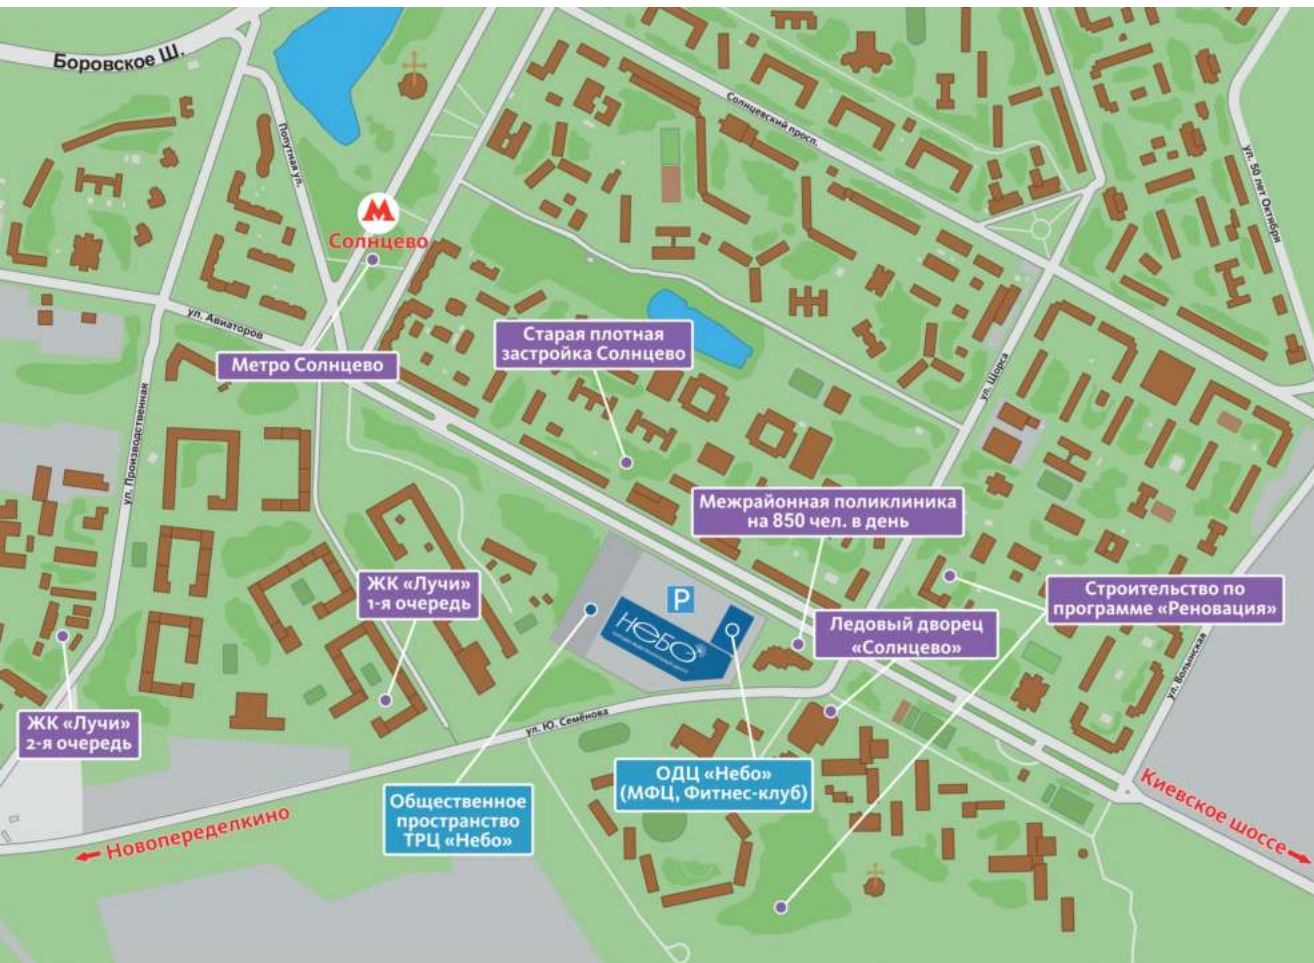 Боровское Ш.
Солнцевский просп.
Попутная ул.
ул. 50 лет Октября
М
Солнцево
ул. Авиаторов
Старая плотная
застройка Солнцево
Метро Солнцево
ул. Щорса
ул. Производственная
Межрайонная поликлиника
на 850 чел. в день
ЖК «Лучи»
1-я очередь
P
Строительство по
программе «Реновация»
НЕБО
Ледовый дворец
«Солнцево»
ул. Волынская
ЖК «Лучи»
2-я очередь
ул. Ю. Семёнова
ОДЦ «Небо»
(МФЦ, Фитнес-клуб)
Общественное
пространство
ТРЦ «Небо»
Новопеределкино
Киевское шоссе